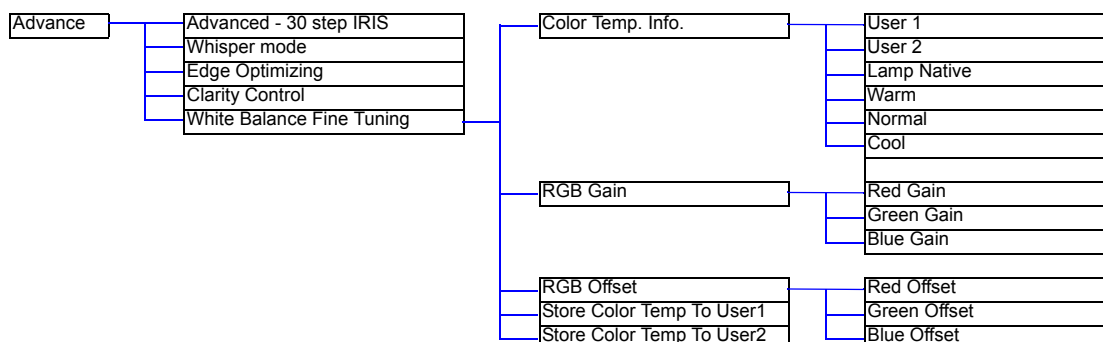 Advance
Advanced - 30 step IRIS
Whisper mode
Edge Optimizing
Clarity Control
White Balance Fine Tuning
Color Temp. Info.
User 1
User 2
Lamp Native
Warm
Normal
Cool
RGB Gain
Red Gain
Green Gain
Blue Gain
RGB Offset
Store Color Temp To User1
Store Color Temp To User2
Red Offset
Green Offset
Blue Offset